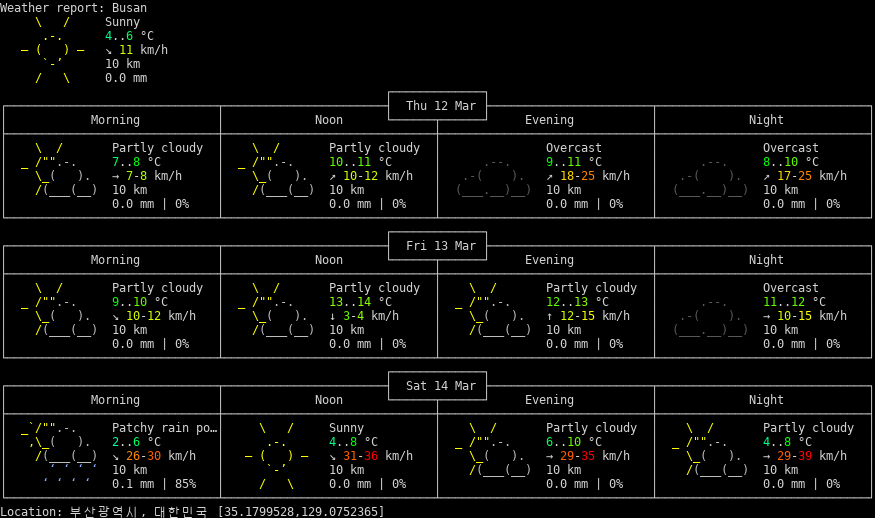 Weather report: Busan
Sunny
4..6 °C
↘ 11 km/h
10 km
0.0 mm
Thu 12 Mar
Morning Noon Evening Night
Partly cloudy Partly cloudy Overcast Overcast
7..8 °C 10..11 °C 9..11 °C 8..10 °C
→ 7-8 km/h ↗ 10-12 km/h ↗ 18-25 km/h ↗ 17-25 km/h
10 km 10 km 10 km 10 km
0.0 mm | 0% 0.0 mm | 0% 0.0 mm | 0% 0.0 mm | 0%
Fri 13 Mar
Morning Noon Evening Night
Partly cloudy Partly cloudy Partly cloudy Overcast
9..10 °C 13..14 °C 12..13 °C 11..12 °C
↘ 10-12 km/h ↓ 3-4 km/h ↑ 12-15 km/h → 10-15 km/h
10 km 10 km 10 km 10 km
0.0 mm | 0% 0.0 mm | 0% 0.0 mm | 0% 0.0 mm | 0%
Sat 14 Mar
Morning Noon Evening Night
Patchy rain po… Sunny Partly cloudy Partly cloudy
2..6 °C 4..8 °C 6..10 °C 4..8 °C
↘ 26-30 km/h ↘ 31-36 km/h → 29-35 km/h → 29-39 km/h
10 km 10 km 10 km 10 km
0.1 mm | 85% 0.0 mm | 0% 0.0 mm | 0% 0.0 mm | 0%
Location: 부산광역시, 대한민국 [35.1799528,129.0752365]